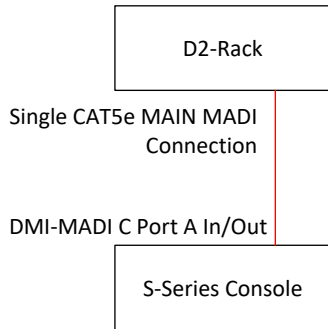 D2-Rack
Single CAT5e MAIN MADI
Connection
DMI-MADI C Port A In/Out
S-Series Console